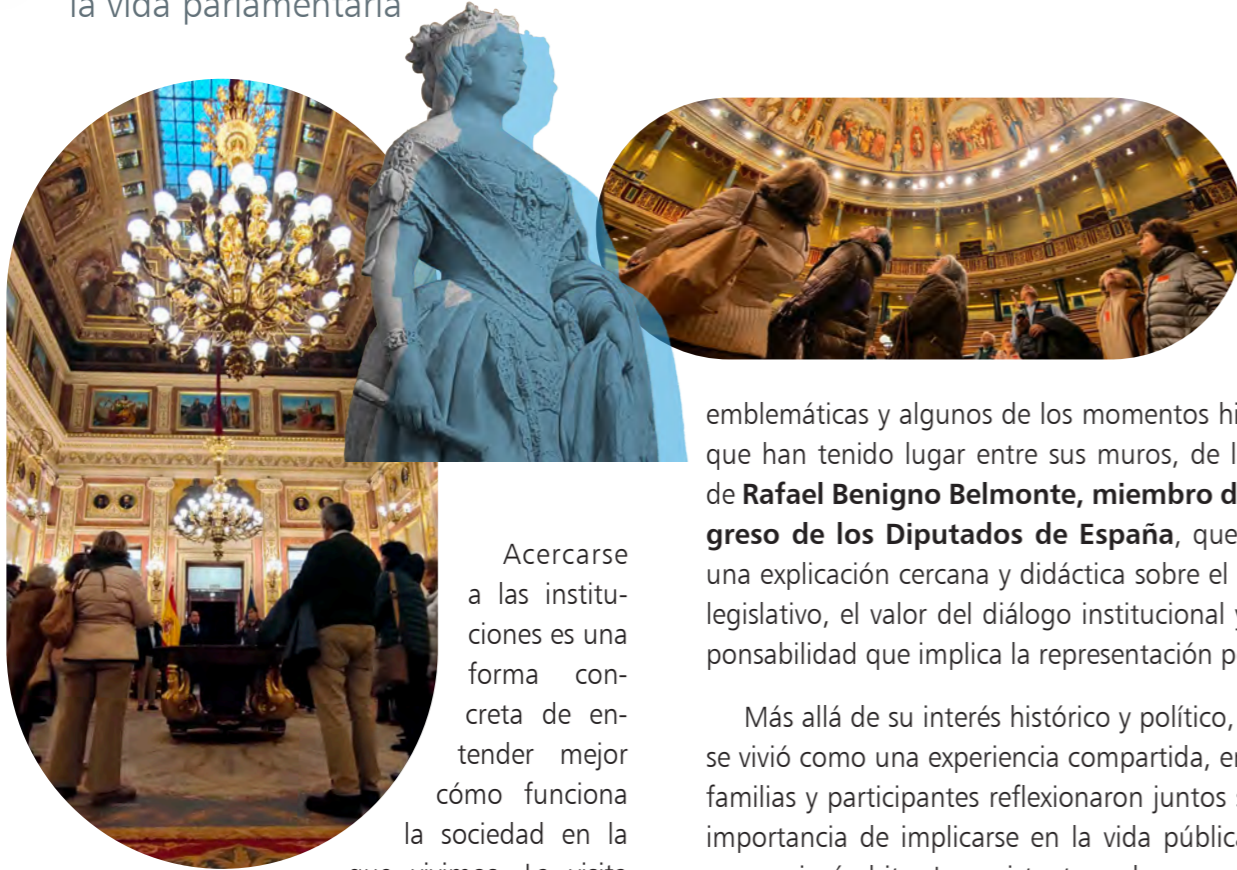 la vida parlamentaria
Acercarse
a las institu-
ciones es una
forma con-
creta de en-
tender mejor
cómo funciona
la sociedad en la
que vivimos. La visita
emblemáticas y algunos de los momentos hi
que han tenido lugar entre sus muros, de l
de Rafael Benigno Belmonte, miembro d
greso de los Diputados de España, que
una explicación cercana y didáctica sobre el
legislativo, el valor del diálogo institucional y
ponsabilidad que implica la representación p
Más allá de su interés histórico y político,
se vivió como una experiencia compartida, en
familias y participantes reflexionaron juntos s
importancia de implicarse en la vida pública